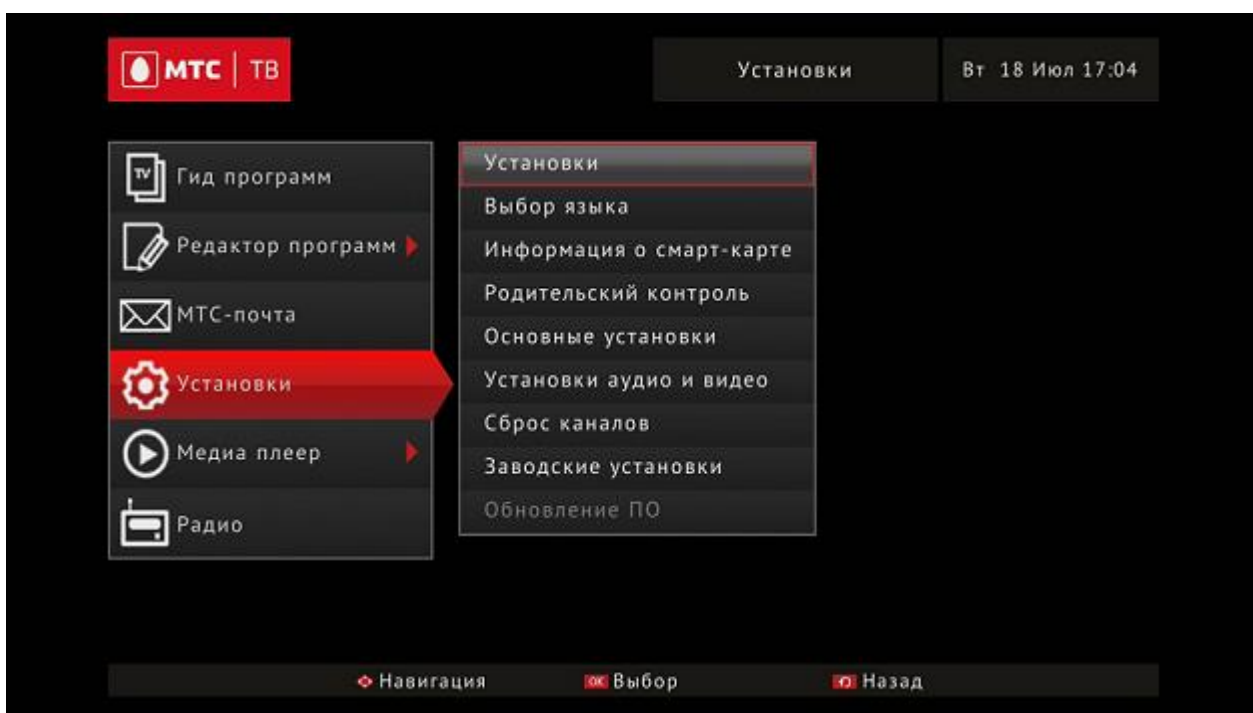 МТС | ТВ
Установки
Вт 18 Июл 17:04
TV
Гид программ
Редактор программ
МТС-почта
Установки
Медиа плеер
Радио
Установки
Выбор языка
Информация о смарт-карте
Родительский контроль
Основные установки
Установки аудио и видео
Сброс каналов
Заводские установки
Обновление ПО
Навигация
OK Выбор
Назад